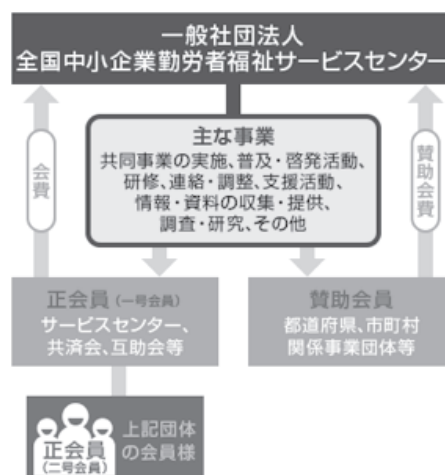 一般社団法人
全国中小企業勤労者福祉サービスセンター
主な事業
共同事業の実施、普及・啓発活動、
研修、連絡・調整、支援活動、
情報・資料の収集・提供、
調査・研究、その他
会費
賛助会費
正会員（一号会員）
サービスセンター、
共済会、互助会等
賛助会員
都道府県、市町村
関係事業団体等
正会員
（二号会員）
上記団体
の会員様